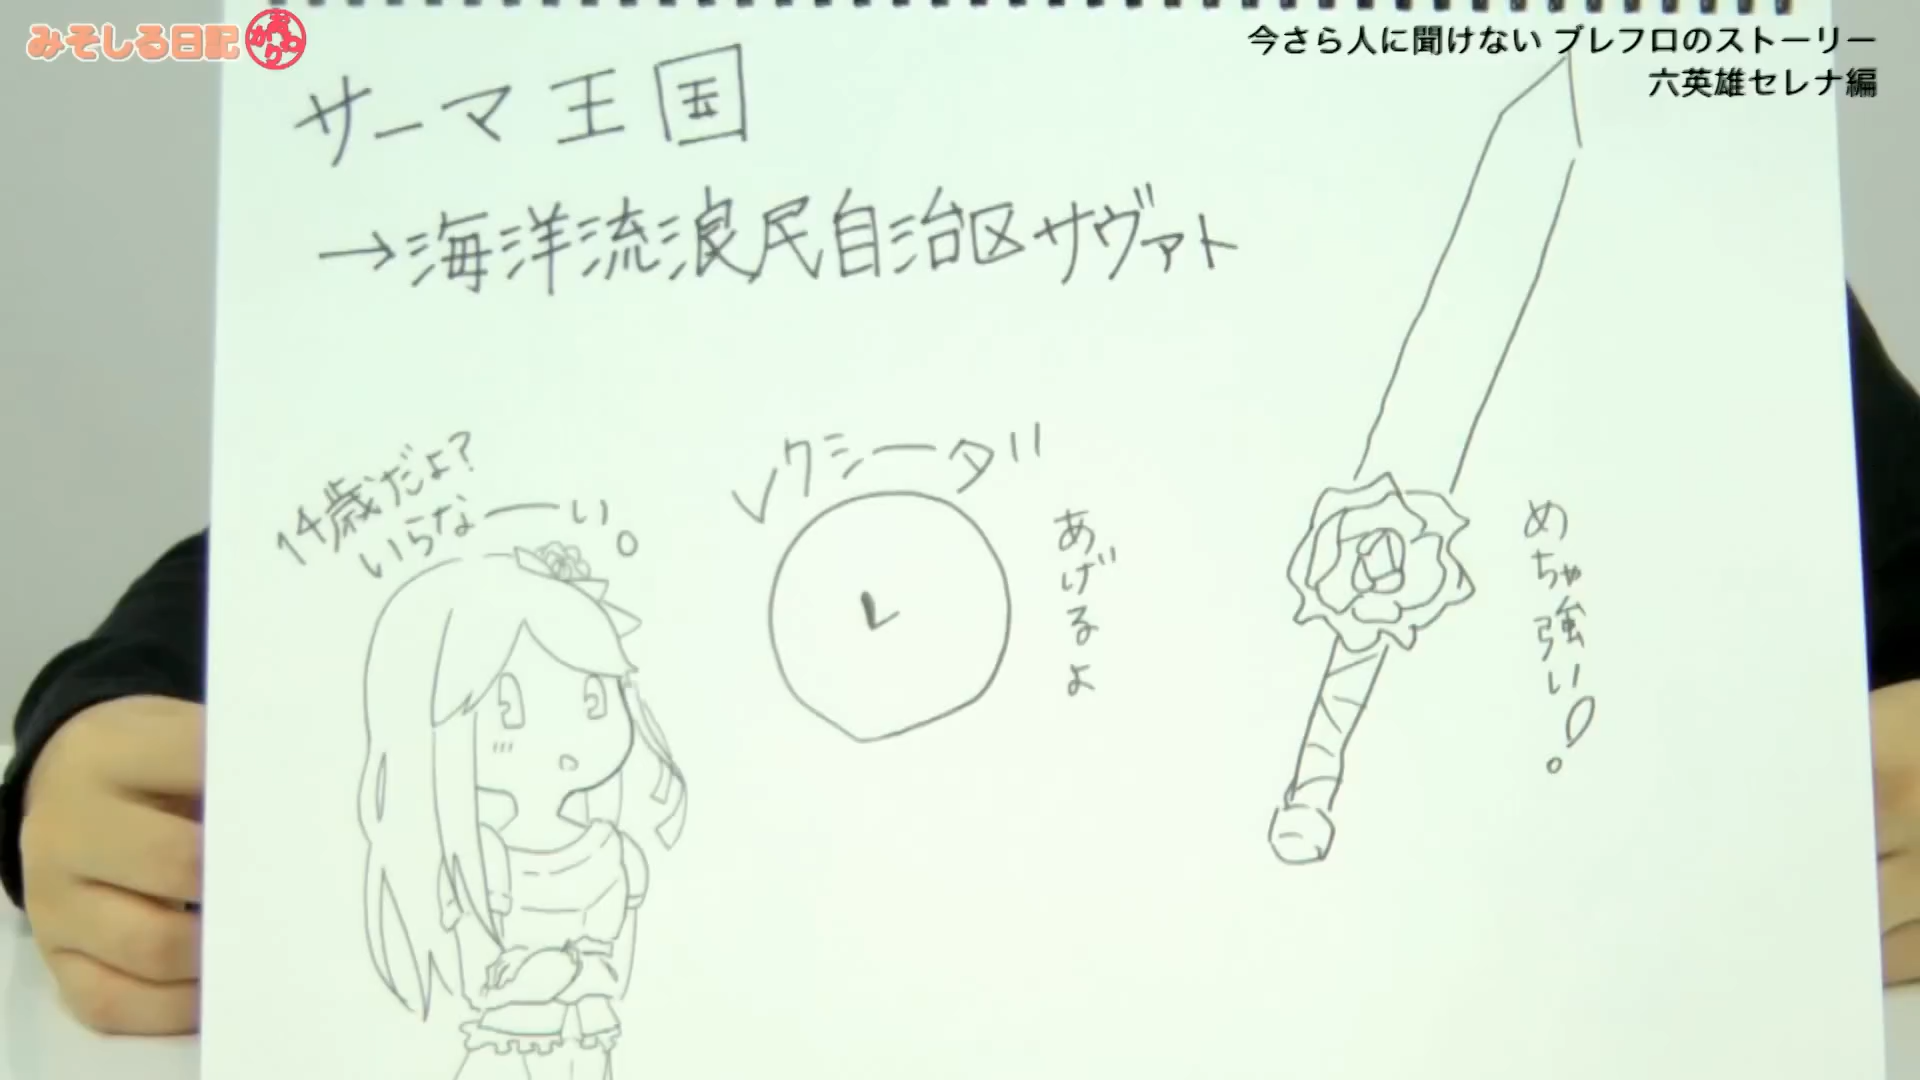 みそしる日記
今さら人に聞けない ブレフロのストーリー
六英雄セレナ編
サーマ王国
→海洋流浪民自治区サヴァト
14歳だよ?
いらなーい。
レクシーダ
あげるよ
レ
めちゃ強い!